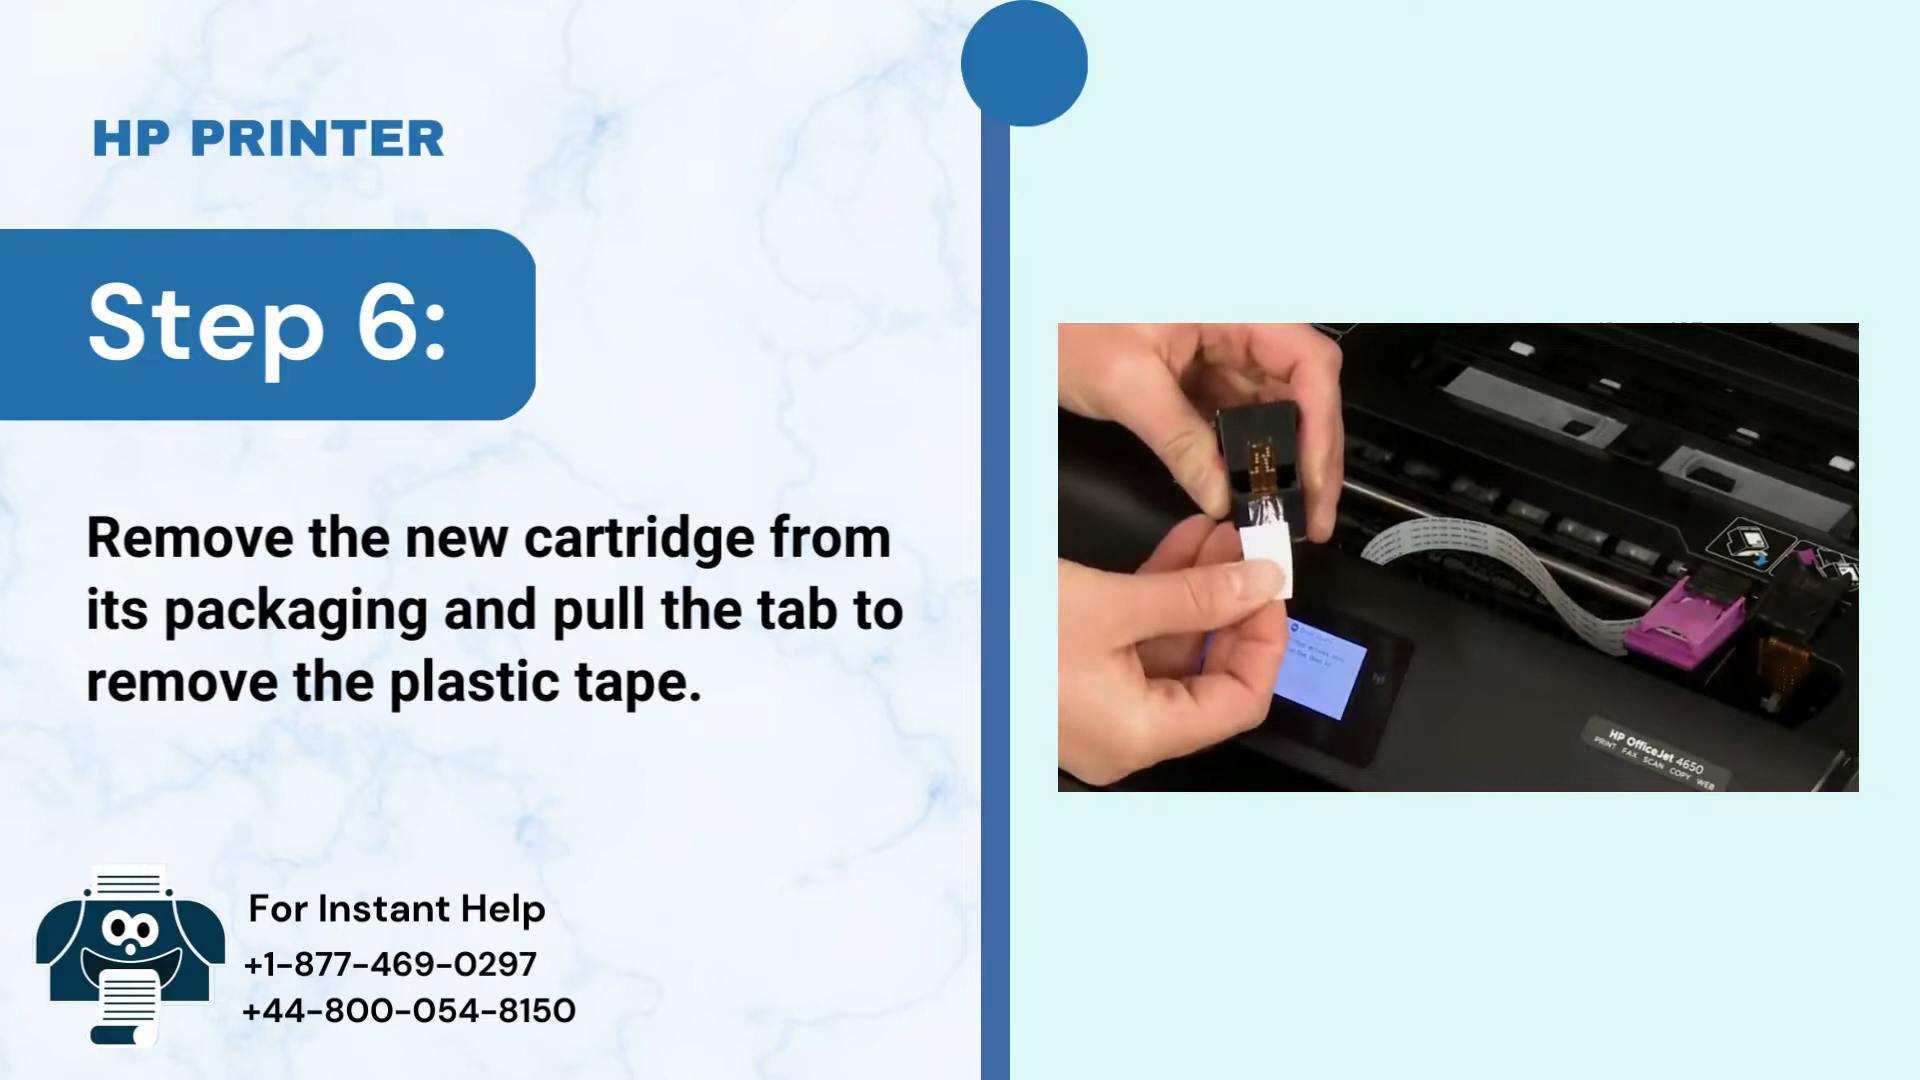 HP PRINTER
Step 6:
Remove the new cartridge from
its packaging and pull the tab to
remove the plastic tape.
For Instant Help
+1-877-469-0297
+44-800-054-8150
HP OfficeJet 4650
PRINT FAX SCAN COPY WEB